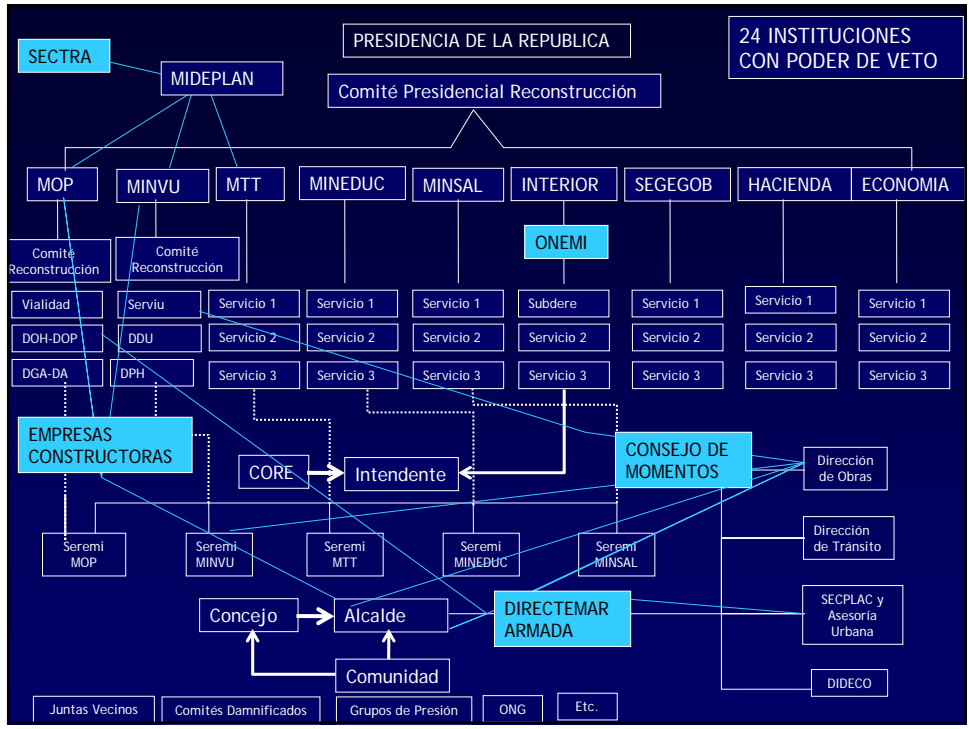 PRESIDENCIA DE LA REPUBLICA
24 INSTITUCIONES
CON PODER DE VETO
SECTRA
MIDEPLAN
Comité Presidencial Reconstrucción
MOP
MINVU
MTT
MINEDUC
MINSAL
INTERIOR
SEGEGOB
HACIENDA
ECONOMIA
ONEMI
Comité
Reconstrucción
Comité
Reconstrucción
Vialidad
Serviu
Servicio 1
Servicio 1
Servicio 1
Subdere
Servicio 1
Servicio 1
Servicio 1
DOH-DOP
DDU
Servicio 2
Servicio 2
Servicio 2
Servicio 2
Servicio 2
Servicio 2
Servicio 2
DGA-DA
DPH
Servicio 3
Servicio 3
Servicio 3
Servicio 3
Servicio 3
Servicio 3
Servicio 3
EMPRESAS
CONSTRUCTORAS
CORE
Intendente
CONSEJO DE
MOMENTOS
Dirección
de Obras
Seremi
MOP
Seremi
MINVU
Seremi
MTT
Seremi
MINEDUC
Seremi
MINSAL
Dirección
de Tránsito
Concejo
Alcalde
DIRECTEMAR
ARMADA
SECPLAC y
Asesoría
Urbana
Comunidad
DIDECO
Juntas Vecinos
Comités Damnificados
Grupos de Presión
ONG
Etc.